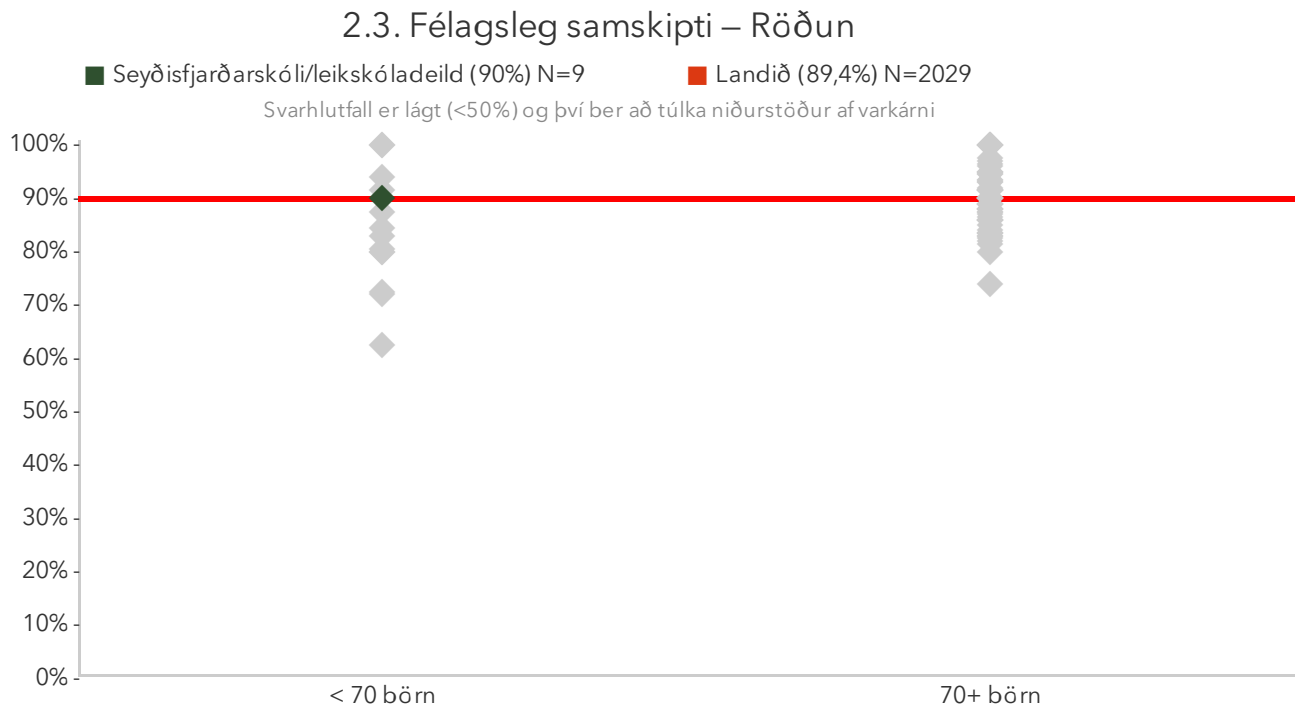 2.3. Félagsleg samskipti – Röðun
Seyðisfjarðarskóli/leikskóladeild (90%) N=9
Landið (89,4%) N=2029
Svarhlutfall er lágt (<50%) og því ber að túlka niðurstöður af varkárni
100%
90%
80%
70%
60%
50%
40%
30%
20%
10%
0%
< 70 börn
70+ börn